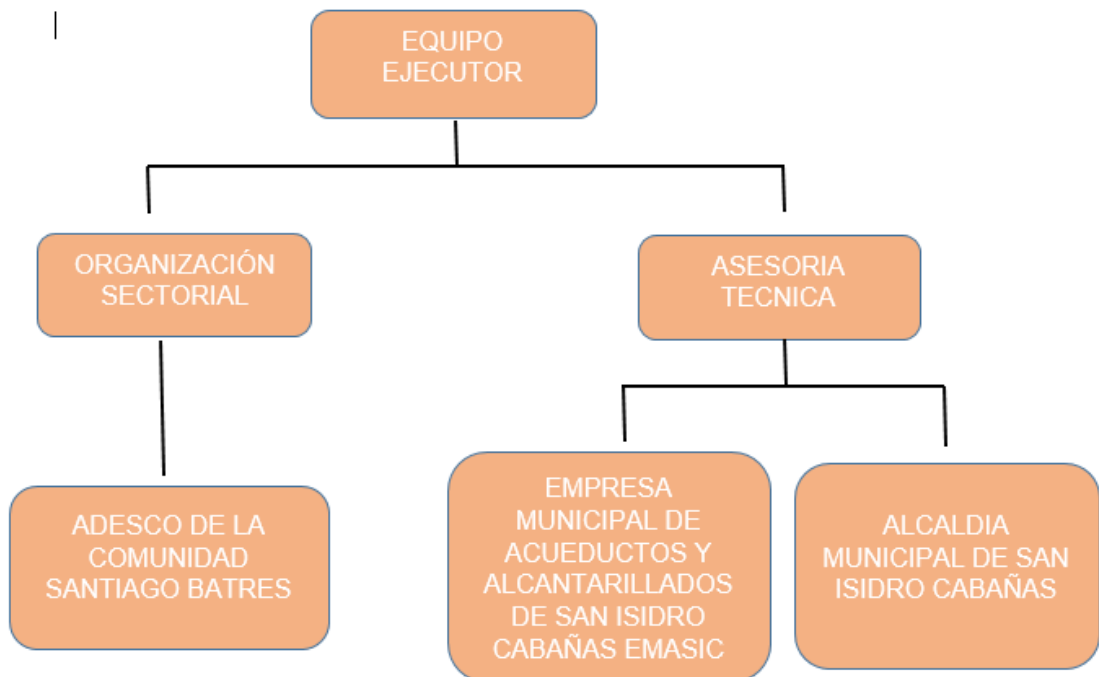 EQUIPO
EJECUTOR
ORGANIZACIÓN
SECTORIAL
ASESORIA
TECNICA
ADESCO DE LA
COMUNIDAD
SANTIAGO BATRES
EMPRESA
MUNICIPAL DE
ACUEDUCTOS Y
ALCANTARILLADOS
DE SAN ISIDRO
CABAÑAS EMASIC
ALCALDIA
MUNICIPAL DE SAN
ISIDRO CABAÑAS